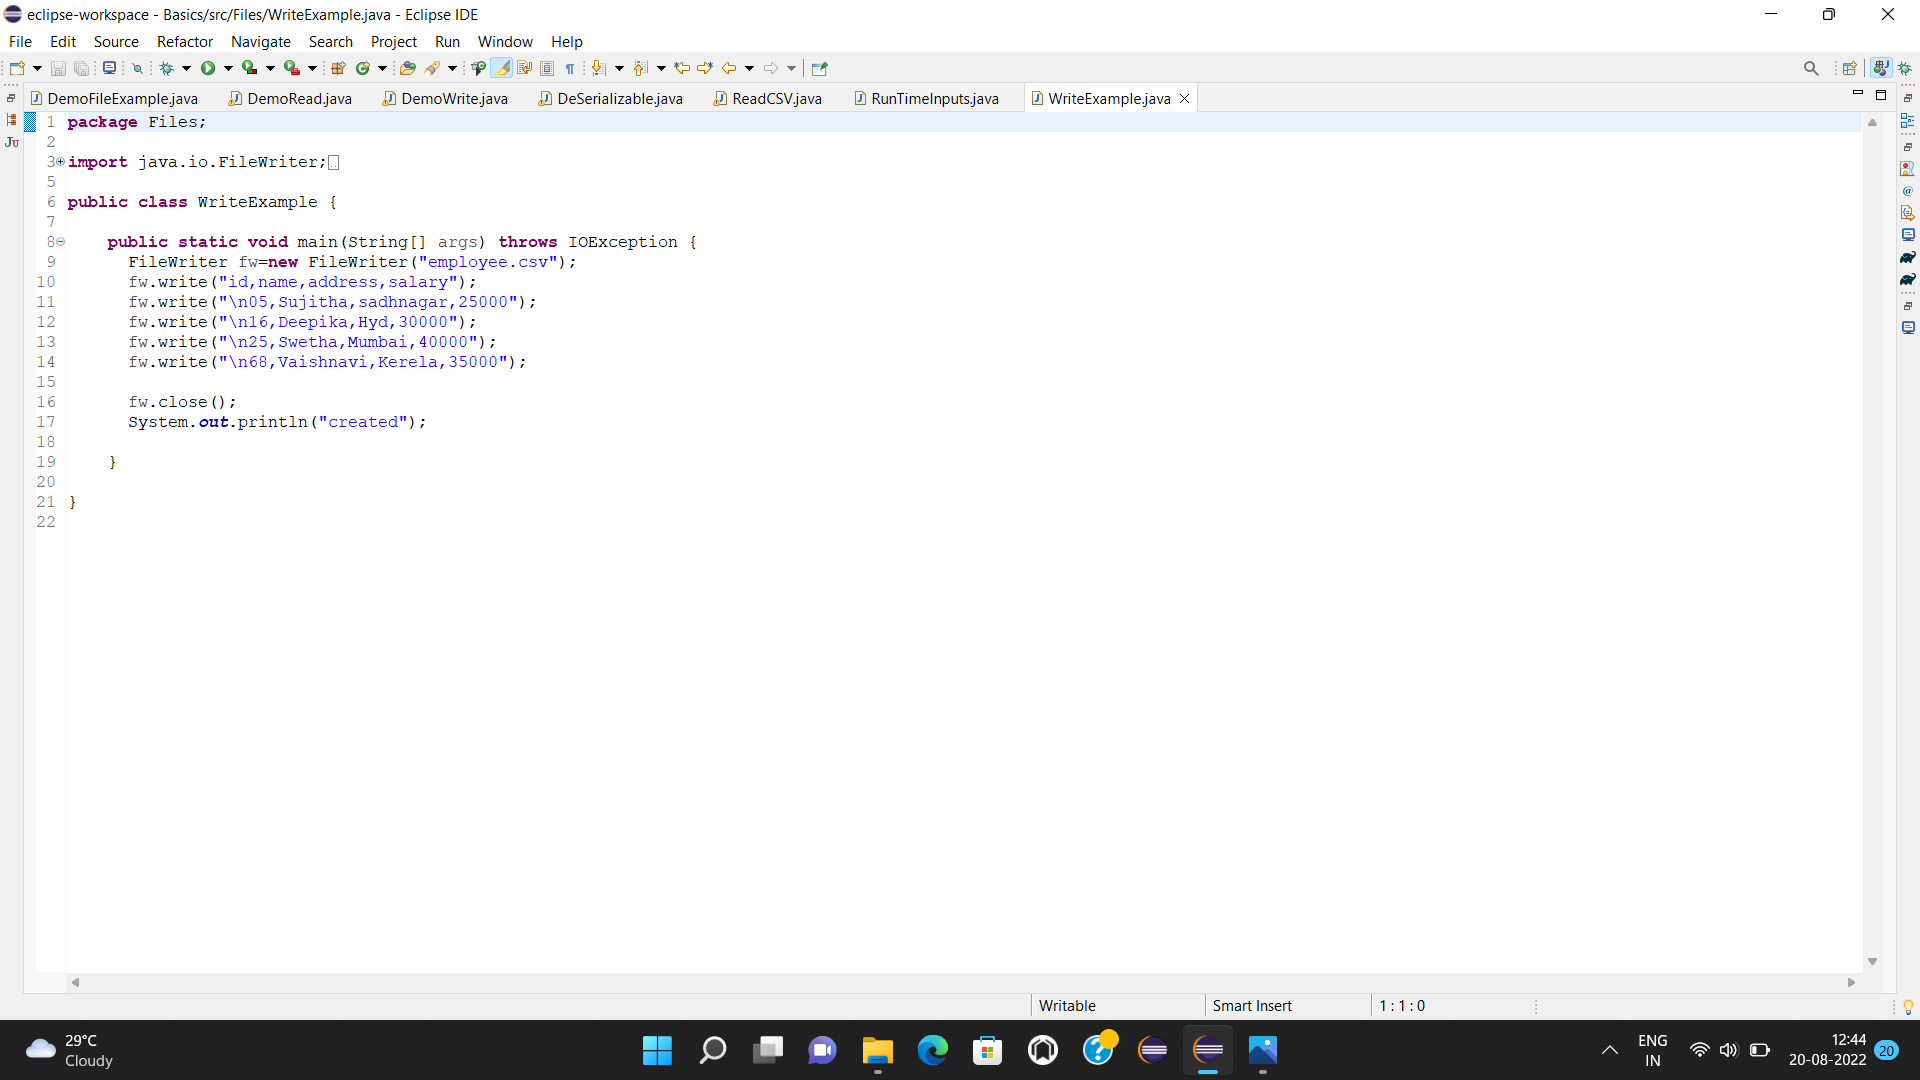 eclipse-workspace - Basics/src/Files/WriteExample.java - Eclipse IDE
File Edit Source Refactor Navigate Search Project Run Window Help
DemoFileExample.java DemoRead.java DemoWrite.java DeSerializable.java ReadCSV.java RunTimeInputs.java WriteExample.java
1 package Files;
2
3 import java.io.FileWriter;
5
6 public class WriteExample {
7
8 public static void main(String[] args) throws IOException {
9 FileWriter fw=new FileWriter("employee.csv");
10 fw.write("id,name,address,salary");
11 fw.write("\n05,Sujitha,sadhnagar,25000");
12 fw.write("\n16,Deepika,Hyd,30000");
13 fw.write("\n25,Swetha,Mumbai,40000");
14 fw.write("\n68,Vaishnavi,Kerela,35000");
15
16 fw.close();
17 System.out.println("created");
18
19 }
20
21 }
22
Writable Smart Insert 1 : 1 : 0
29°C
Cloudy
ENG
IN
12:44
20-08-2022
20